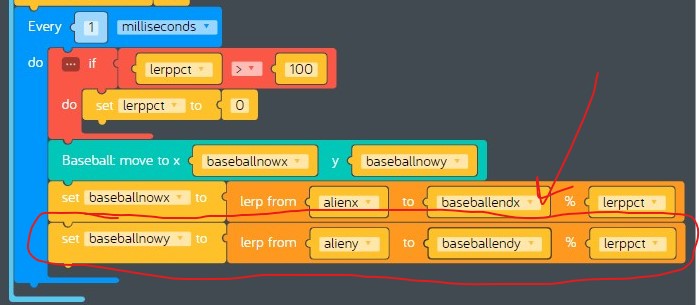 Every 1 milliseconds
do ... if lerppct > 100
do set lerppct to 0
Baseball: move to x baseballnowx y baseballnowy
set baseballnowx to lerp from alienx to baseballendx % lerppct
set baseballnowy to lerp from alieny to baseballendy % lerppct